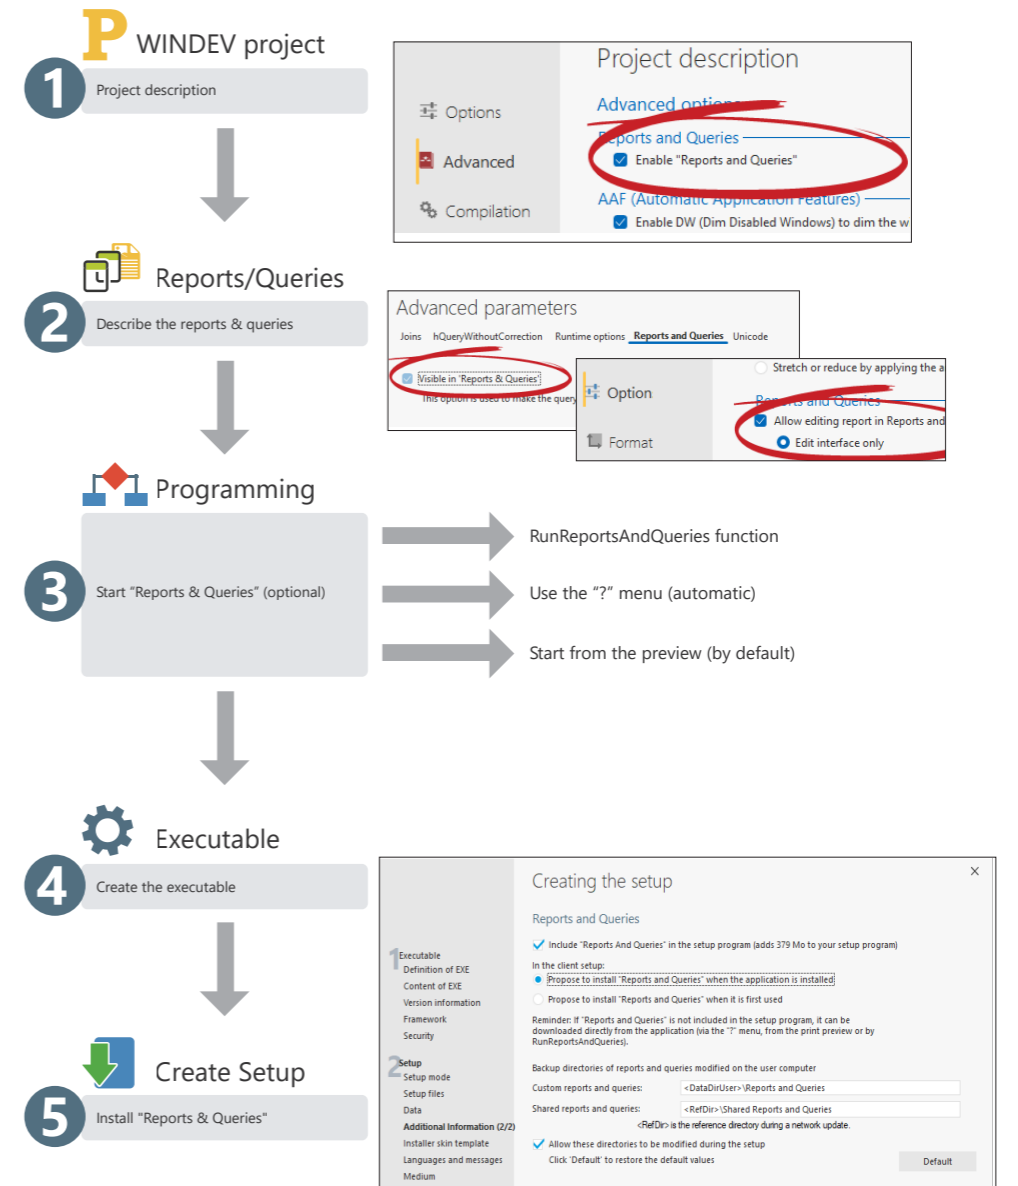 P WINDEV project
1 Project description
Project description
Options
Advanced options
Reports and Queries
Enable "Reports and Queries"
Advanced
AAF (Automatic Application Features)
Compilation
Enable DW (Dim Disabled Windows) to dim the w
Reports/Queries
2 Describe the reports & queries
Advanced parameters
Joins hQueryWithoutCorrection Runtime options Reports and Queries Unicode
Visible in 'Reports & Queries'
This option is used to make the query
Stretch or reduce by applying the a
Option
Reports and Queries
Allow editing report in Reports and
Format
Edit interface only
Programming
3 Start "Reports & Queries" (optional)
RunReportsAndQueries function
Use the "?" menu (automatic)
Start from the preview (by default)
Executable
4 Create the executable
Creating the setup
X
Reports and Queries
Include "Reports And Queries" in the setup program (adds 379 Mo to your setup program)
In the client setup:
Propose to install "Reports and Queries" when the application is installed
Propose to install "Reports and Queries" when it is first used
Reminder: If "Reports and Queries" is not included in the setup program, it can be
downloaded directly from the application (via the "?" menu, from the print preview or by
RunReportsAndQueries).
Backup directories of reports and queries modified on the user computer
Custom reports and queries: <DataDirUser>\Reports and Queries
Shared reports and queries: <RefDir>\Shared Reports and Queries
<RefDir> is the reference directory during a network update.
Allow these directories to be modified during the setup
Click 'Default' to restore the default values
Default
1 Executable
Definition of EXE
Content of EXE
Version information
Framework
Security
2 Setup
Setup mode
Setup files
Data
Additional Information (2/2)
Installer skin template
Languages and messages
Medium
Create Setup
5 Install "Reports & Queries"